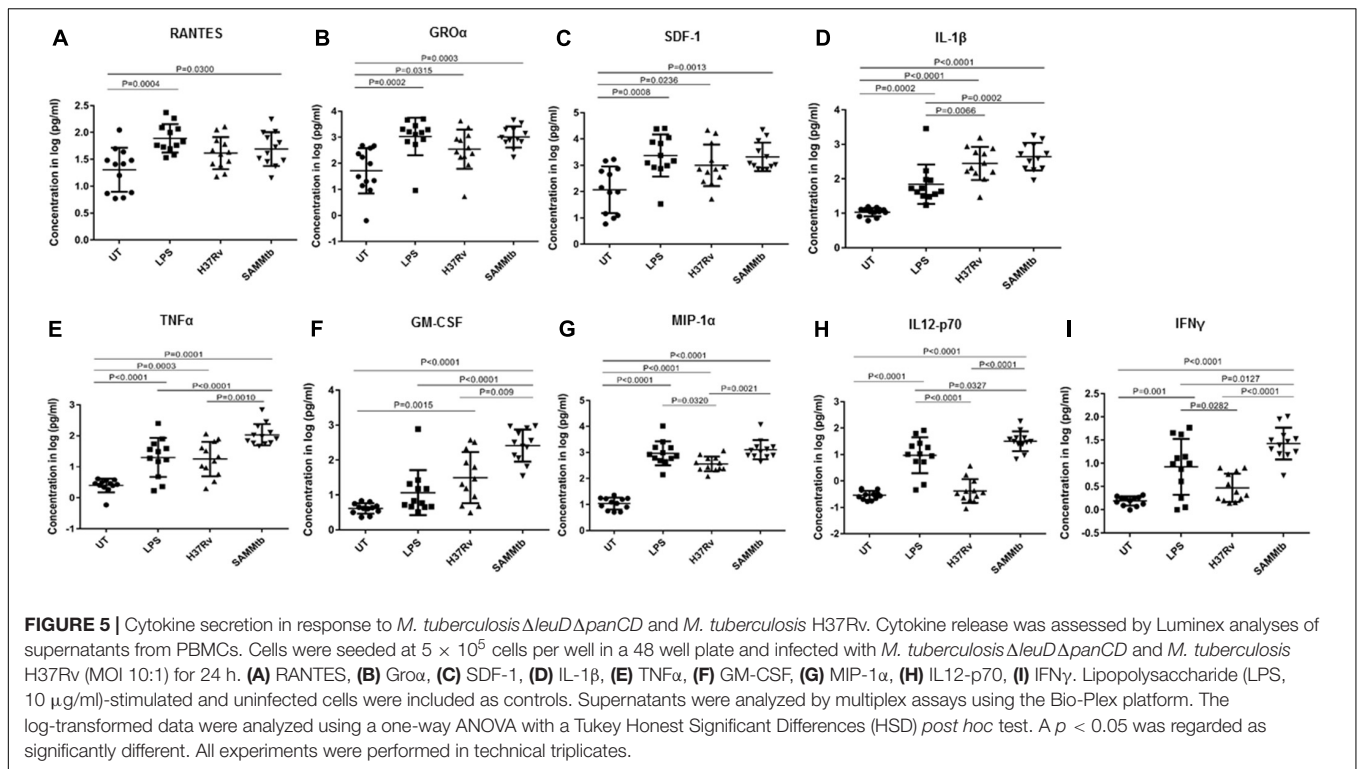 A
RANTES
P=0.0300
P=0.0004
Concentration in log (pg/ml)
2.5
2.0
1.5
1.0
0.5
0.0
UT
LPS
H37Rv
SAMMtb
B
GROα
P=0.0003
P=0.0315
P=0.0002
Concentration in log (pg/ml)
4
3
2
1
0
-1
UT
LPS
H37Rv
SAMMtb
C
SDF-1
P=0.0013
P=0.0236
P=0.0008
Concentration in log (pg/ml)
5
4
3
2
1
0
UT
LPS
H37Rv
SAMMtb
D
IL-1β
P<0.0001
P<0.0001
P=0.0002
P=0.0002
P=0.0066
Concentration in log (pg/ml)
4
3
2
1
0
UT
LPS
H37Rv
SAMMtb
E
TNFα
P=0.0001
P=0.0003
P<0.0001
P<0.0001
P=0.0010
Concentration in log (pg/ml)
3
2
1
0
-1
UT
LPS
H37Rv
SAMMtb
F
GM-CSF
P<0.0001
P<0.0001
P=0.009
P=0.0015
Concentration in log (pg/ml)
4
3
2
1
0
UT
LPS
H37Rv
SAMMtb
G
MIP-1α
P<0.0001
P<0.0001
P<0.0001
P=0.0021
P=0.0320
Concentration in log (pg/ml)
5
4
3
2
1
0
UT
LPS
H37Rv
SAMMtb
H
IL12-p70
P<0.0001
P<0.0001
P<0.0001
P=0.0327
P<0.0001
Concentration in log (pg/ml)
3
2
1
0
-1
-2
UT
LPS
H37Rv
SAMMtb
I
IFNγ
P<0.0001
P=0.0127
P=0.001
P<0.0001
P=0.0282
Concentration in log (pg/ml)
2.5
2.0
1.5
1.0
0.5
0.0
-0.5
UT
LPS
H37Rv
SAMMtb
FIGURE 5 | Cytokine secretion in response to M. tuberculosis ΔleuDΔpanCD and M. tuberculosis H37Rv. Cytokine release was assessed by Luminex analyses of
supernatants from PBMCs. Cells were seeded at 5 × 10⁵ cells per well in a 48 well plate and infected with M. tuberculosis ΔleuDΔpanCD and M. tuberculosis
H37Rv (MOI 10:1) for 24 h. (A) RANTES, (B) Groα, (C) SDF-1, (D) IL-1β, (E) TNFα, (F) GM-CSF, (G) MIP-1α, (H) IL12-p70, (I) IFNγ. Lipopolysaccharide (LPS,
10 μg/ml)-stimulated and uninfected cells were included as controls. Supernatants were analyzed by multiplex assays using the Bio-Plex platform. The
log-transformed data were analyzed using a one-way ANOVA with a Tukey Honest Significant Differences (HSD) post hoc test. A p < 0.05 was regarded as
significantly different. All experiments were performed in technical triplicates.